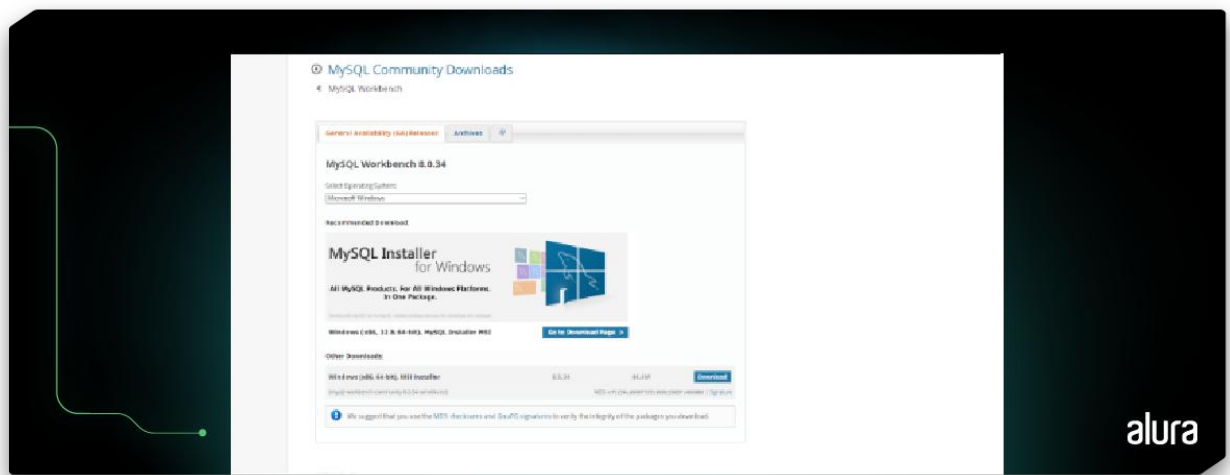 MySQL Community Downloads
MySQL Workbench
General Availability (GA) Releases Archives
MySQL Workbench 8.0.34
Select Operating System:
Microsoft Windows
Recommended Download:
MySQL Installer
for Windows
All MySQL Products. For All Windows Platforms.
In One Package.
Windows (x86, 32 & 64-bit), MySQL Installer MSI
Go to Download Page >
Other Downloads:
Windows (x86, 64-bit), MSI Installer 8.0.34 Download
Signature
We suggest that you use the MD5 checksums and GnuPG signatures to verify the integrity of the packages you download.
alura